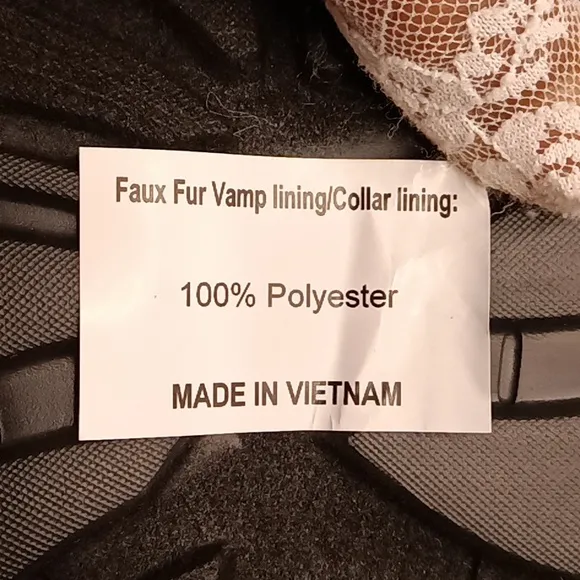 Faux Fur Vamp lining/Collar lining:
100% Polyester
MADE IN VIETNAM